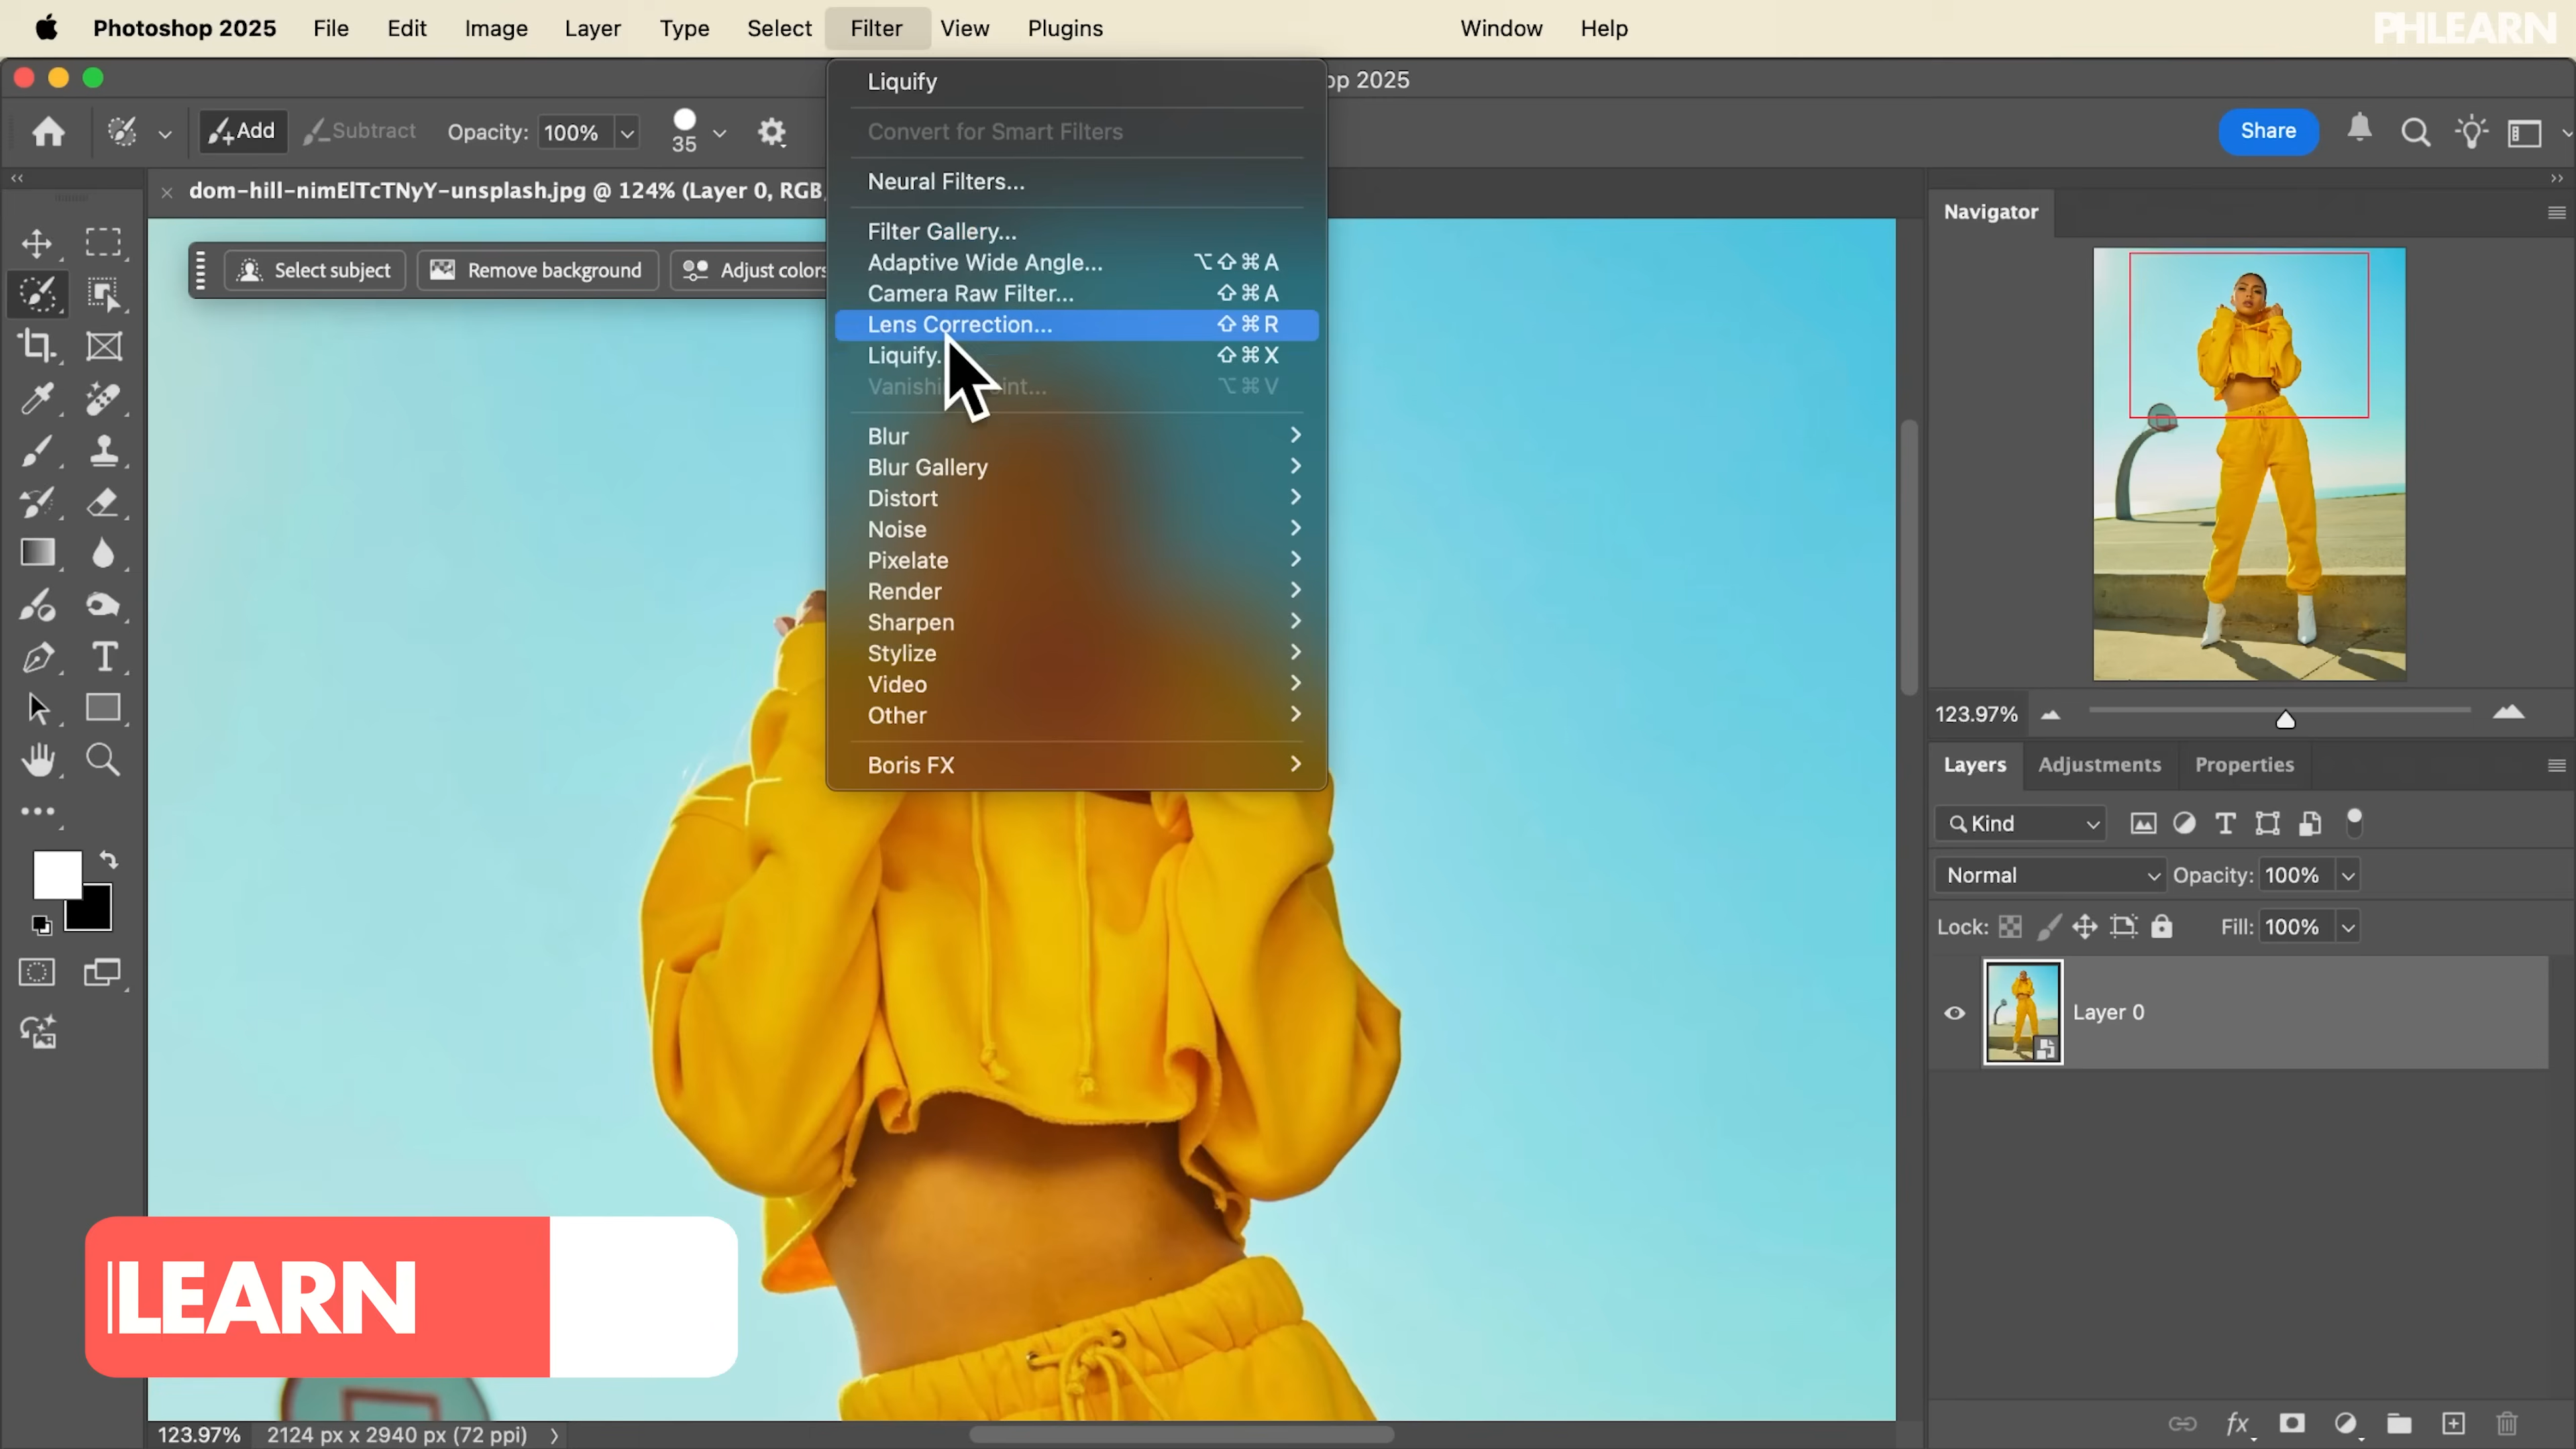 Photoshop 2025 File Edit Image Layer Type Select Filter View Plugins Window Help
PHLEARN
Liquify
op 2025
Add Subtract Opacity: 100% 35
Convert for Smart Filters
Share
dom-hill-nimElTcTNyY-unsplash.jpg @ 124% (Layer 0, RGB
Neural Filters...
Navigator
Filter Gallery...
Select subject Remove background Adjust colors
Adaptive Wide Angle... ⌥⇧⌘A
Camera Raw Filter... ⇧⌘A
Lens Correction... ⇧⌘R
Liquify. ⇧⌘X
Vanishi int... ⌥⌘V
Blur
Blur Gallery
Distort
Noise
Pixelate
Render
Sharpen
Stylize
Video
Other
Boris FX
123.97%
Layers Adjustments Properties
Kind
Normal Opacity: 100%
Lock: Fill: 100%
Layer 0
LEARN
123.97% 2124 px x 2940 px (72 ppi)